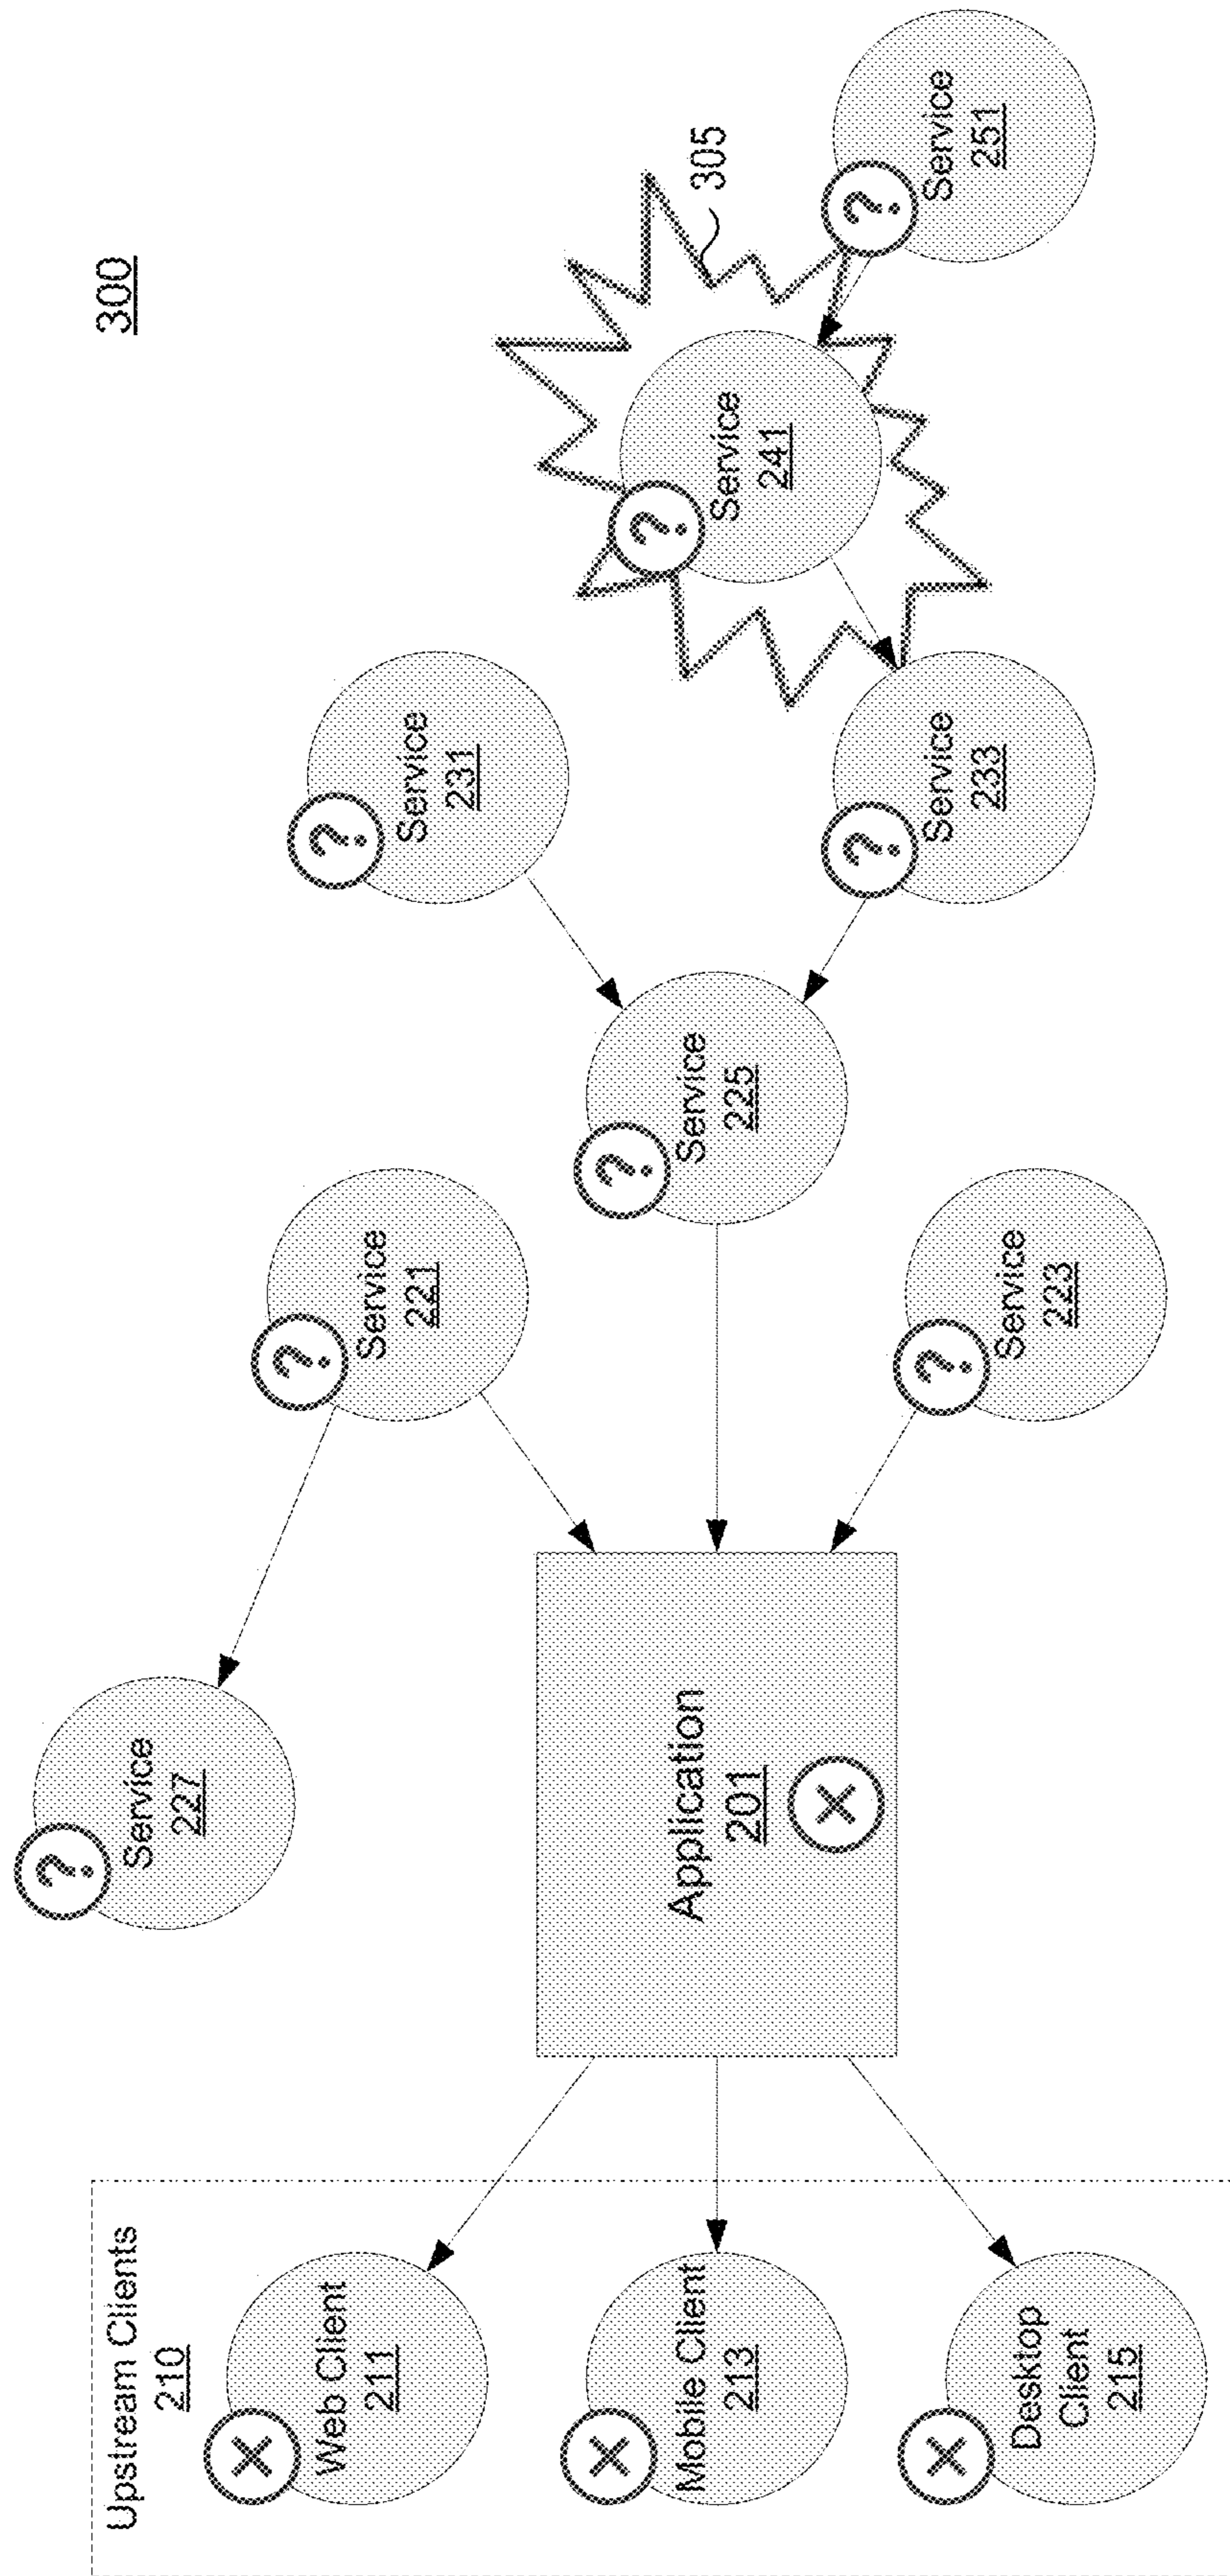 300
Upstream Clients
210
X
Web Client
211
X
Mobile Client
213
X
Desktop
Client
215
Application
201
X
?
Service
227
?
Service
221
?
Service
223
?
Service
225
?
Service
231
?
Service
233
?
Service
241
305
?
Service
251